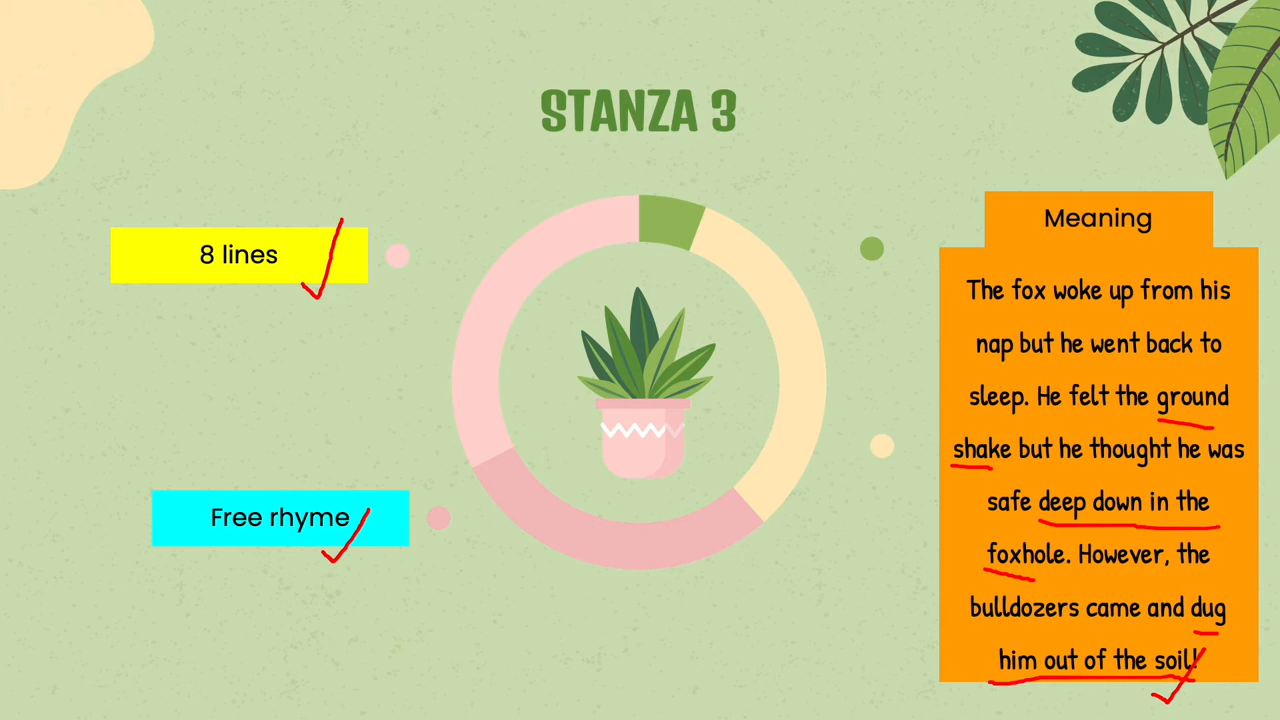 STANZA 3
8 lines
Free rhyme
Meaning
The fox woke up from his
nap but he went back to
sleep. He felt the ground
shake but he thought he was
safe deep down in the
foxhole. However, the
bulldozers came and dug
him out of the soil!